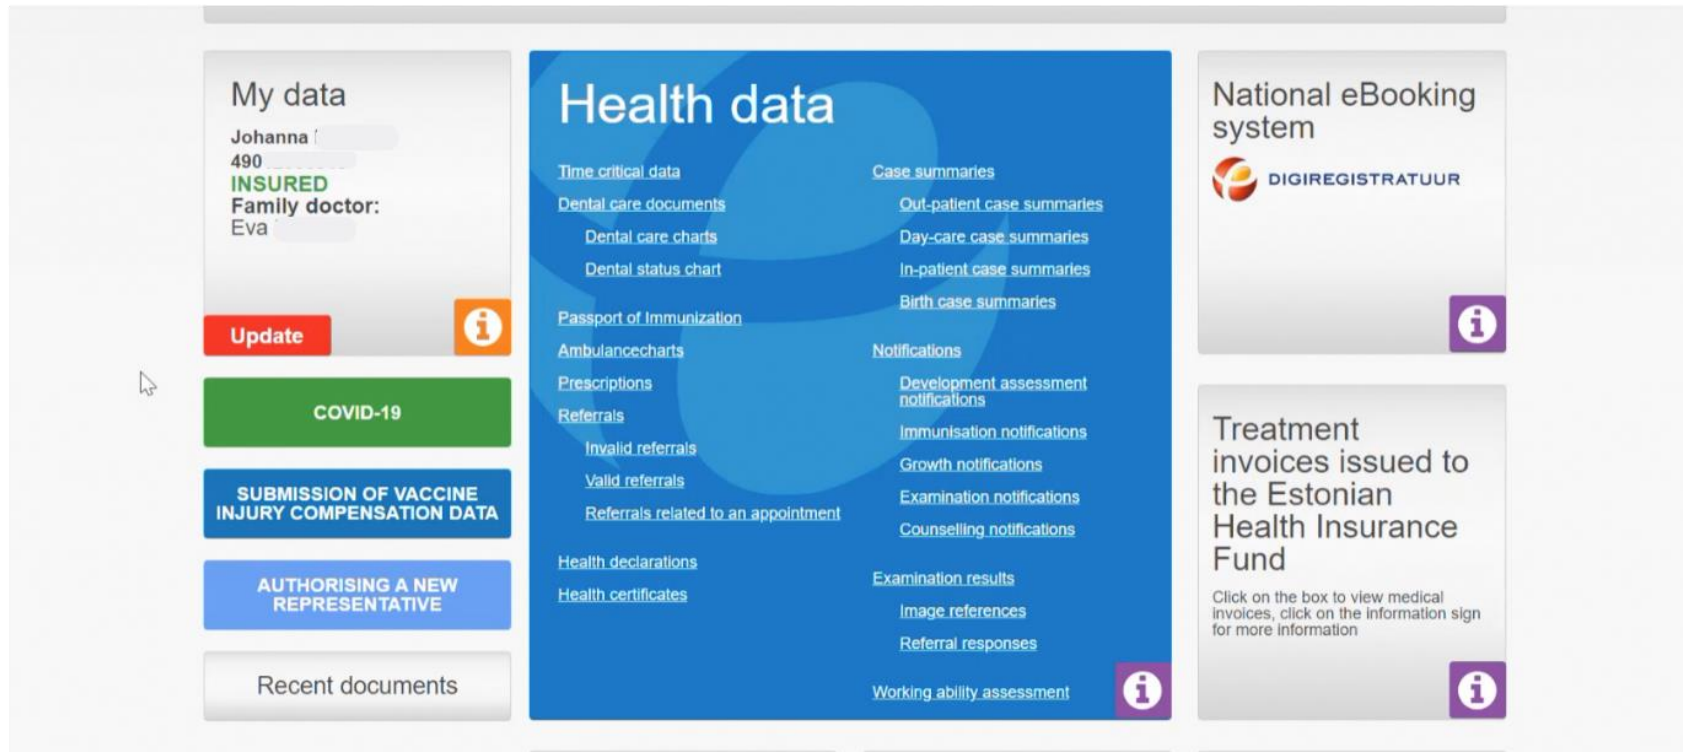 My data
Johanna
490
INSURED
Family doctor:
Eva
Update
COVID-19
SUBMISSION OF VACCINE
INJURY COMPENSATION DATA
AUTHORISING A NEW
REPRESENTATIVE
Recent documents
Health data
Time critical data
Dental care documents
Dental care charts
Dental status chart
Passport of Immunization
Ambulancecharts
Prescriptions
Referrals
Invalid referrals
Valid referrals
Referrals related to an appointment
Health declarations
Health certificates
Case summaries
Out-patient case summaries
Day-care case summaries
In-patient case summaries
Birth case summaries
Notifications
Development assessment
notifications
Immunisation notifications
Growth notifications
Examination notifications
Counselling notifications
Examination results
Image references
Referral responses
Working ability assessment
National eBooking
system
DIGIREGISTRATUUR
Treatment
invoices issued to
the Estonian
Health Insurance
Fund
Click on the box to view medical
invoices, click on the information sign
for more information